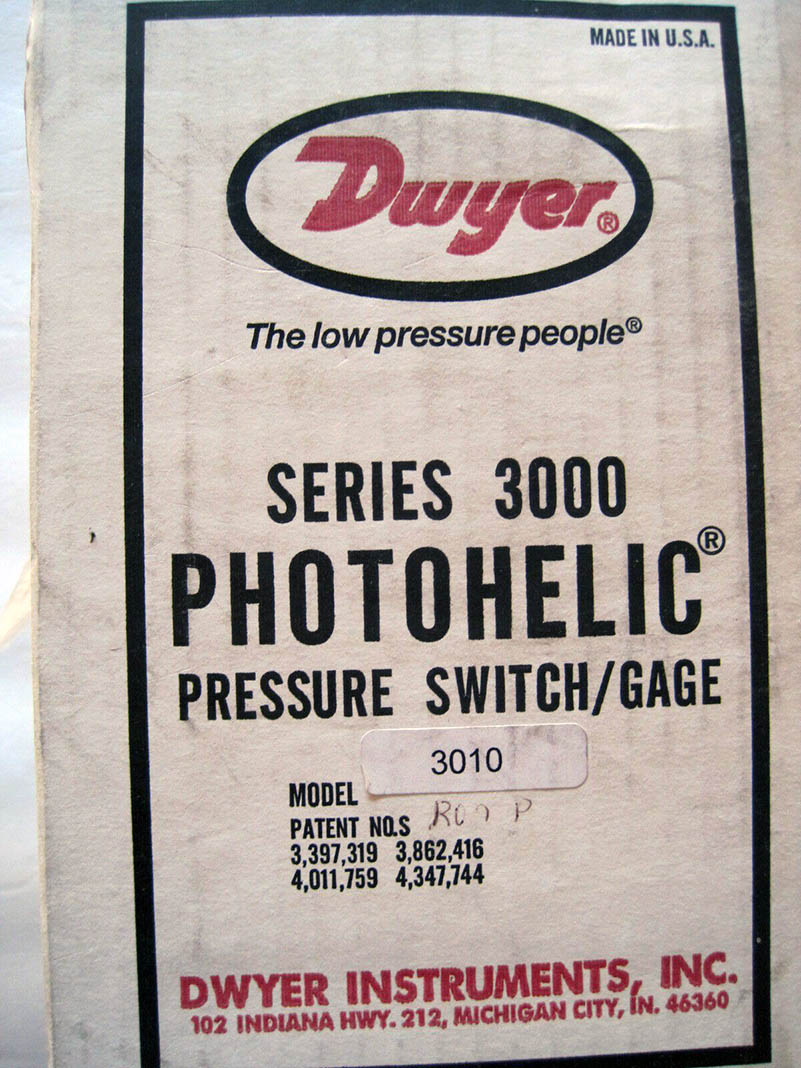 MADE IN U.S.A.
Dwyer®
The low pressure people®
SERIES 3000
PHOTOHELIC®
PRESSURE SWITCH/GAGE
3010
MODEL
PATENT NO.S
3,397,319 3,862,416
4,011,759 4,347,744
DWYER INSTRUMENTS, INC.
102 INDIANA HWY. 212, MICHIGAN CITY, IN. 46360